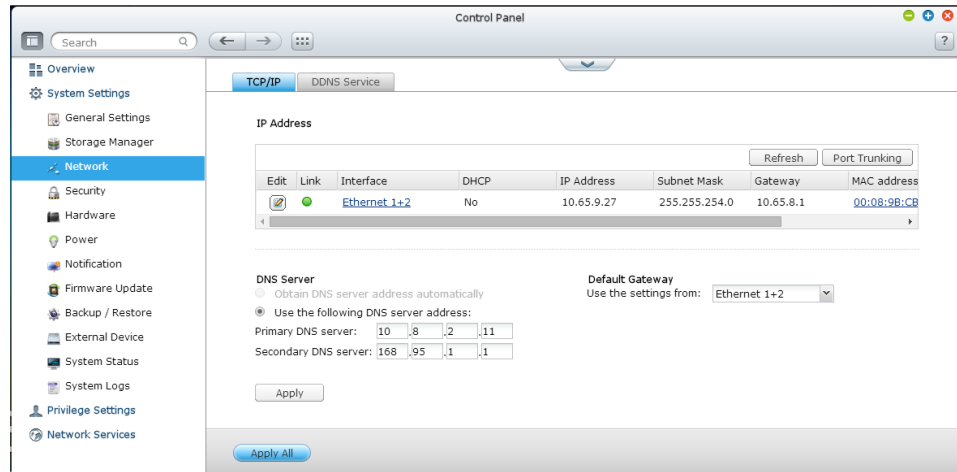 Control Panel
Search
?
Overview
System Settings
General Settings
Storage Manager
Network
Security
Hardware
Power
Notification
Firmware Update
Backup / Restore
External Device
System Status
System Logs
Privilege Settings
Network Services
TCP/IP DDNS Service
IP Address
Refresh Port Trunking
Edit Link Interface DHCP IP Address Subnet Mask Gateway MAC address
Ethernet 1+2 No 10.65.9.27 255.255.254.0 10.65.8.1 00:08:9B:CB
DNS Server
Obtain DNS server address automatically
Use the following DNS server address:
Primary DNS server: 10 .8 .2 .11
Secondary DNS server: 168 .95 .1 .1
Default Gateway
Use the settings from: Ethernet 1+2
Apply
Apply All